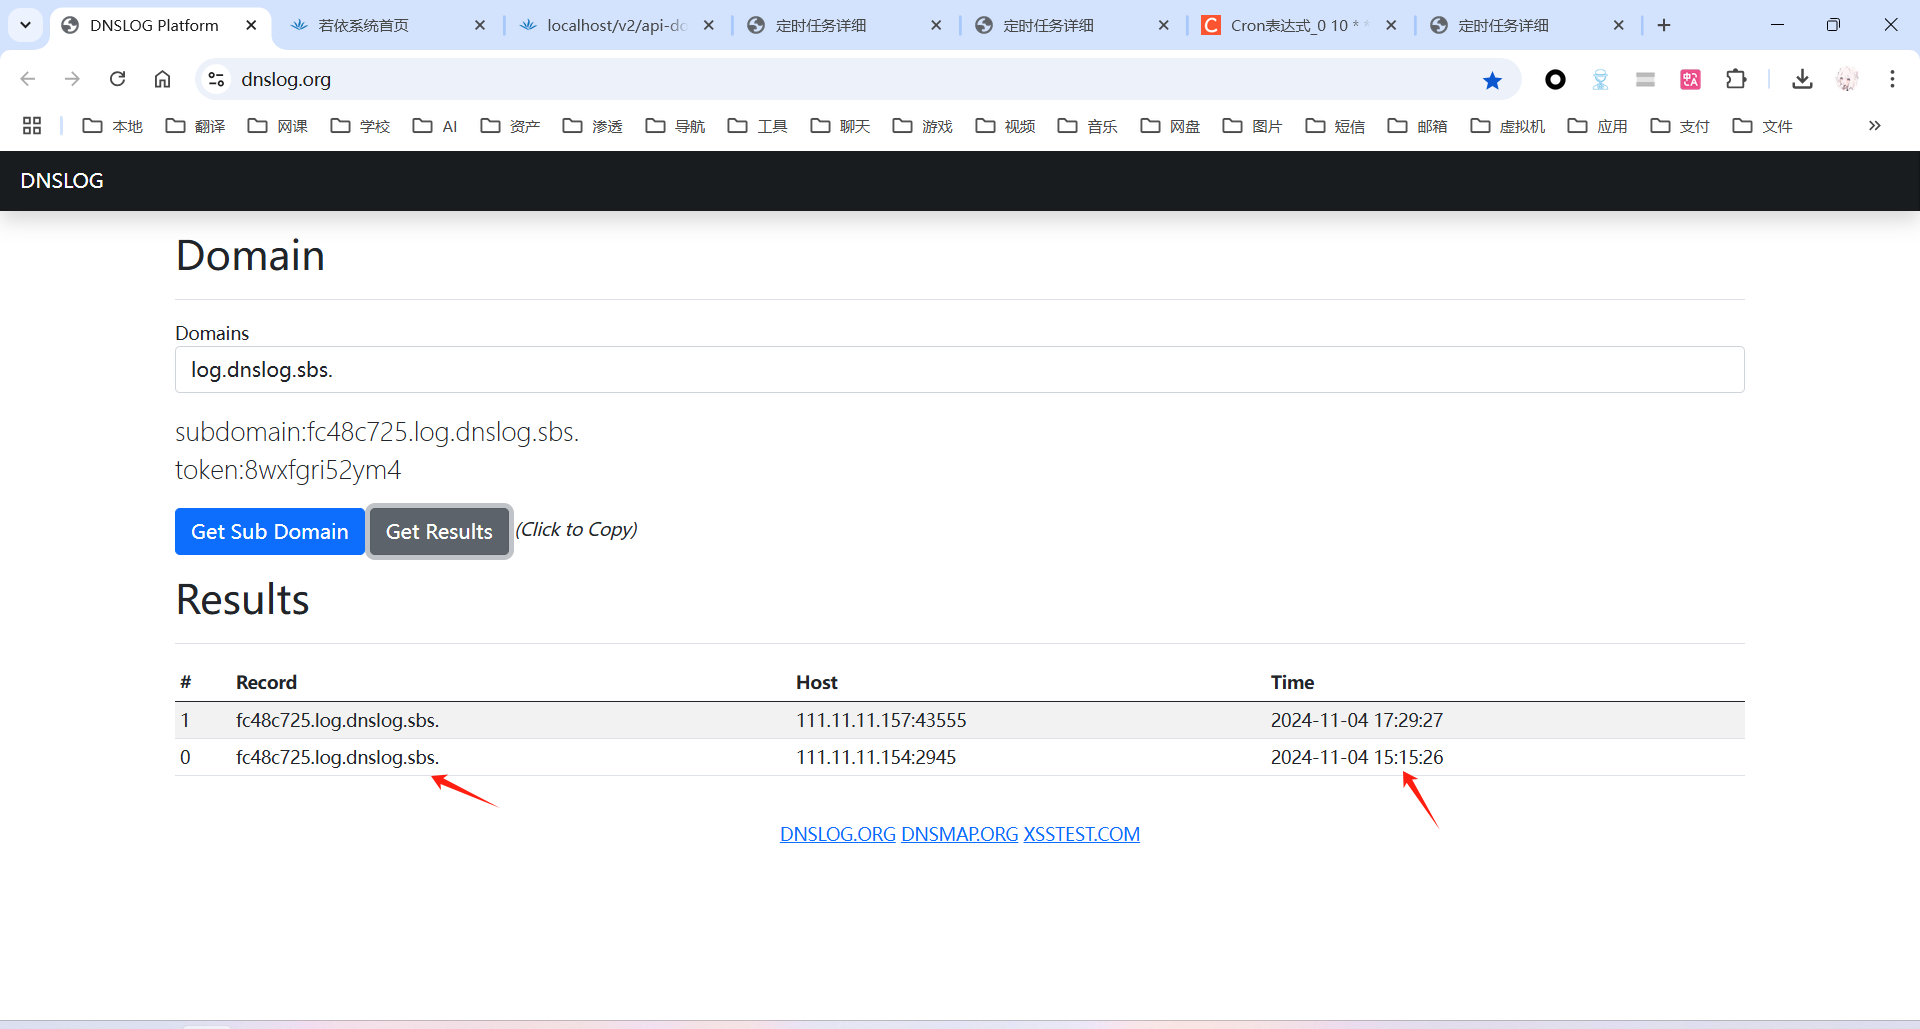 DNSLOG Platform
若依系统首页
localhost/v2/api-do
定时任务详细
定时任务详细
Cron表达式_0 10 * *
定时任务详细
dnslog.org
本地
翻译
网课
学校
AI
资产
渗透
导航
工具
聊天
游戏
视频
音乐
网盘
图片
短信
邮箱
虚拟机
应用
支付
文件
DNSLOG
Domain
Domains
log.dnslog.sbs.
subdomain:fc48c725.log.dnslog.sbs.
token:8wxfgri52ym4
Get Sub Domain Get Results (Click to Copy)
Results
# Record Host Time
1 fc48c725.log.dnslog.sbs. 111.11.11.157:43555 2024-11-04 17:29:27
0 fc48c725.log.dnslog.sbs. 111.11.11.154:2945 2024-11-04 15:15:26
DNSLOG.ORG DNSMAP.ORG XSSTEST.COM